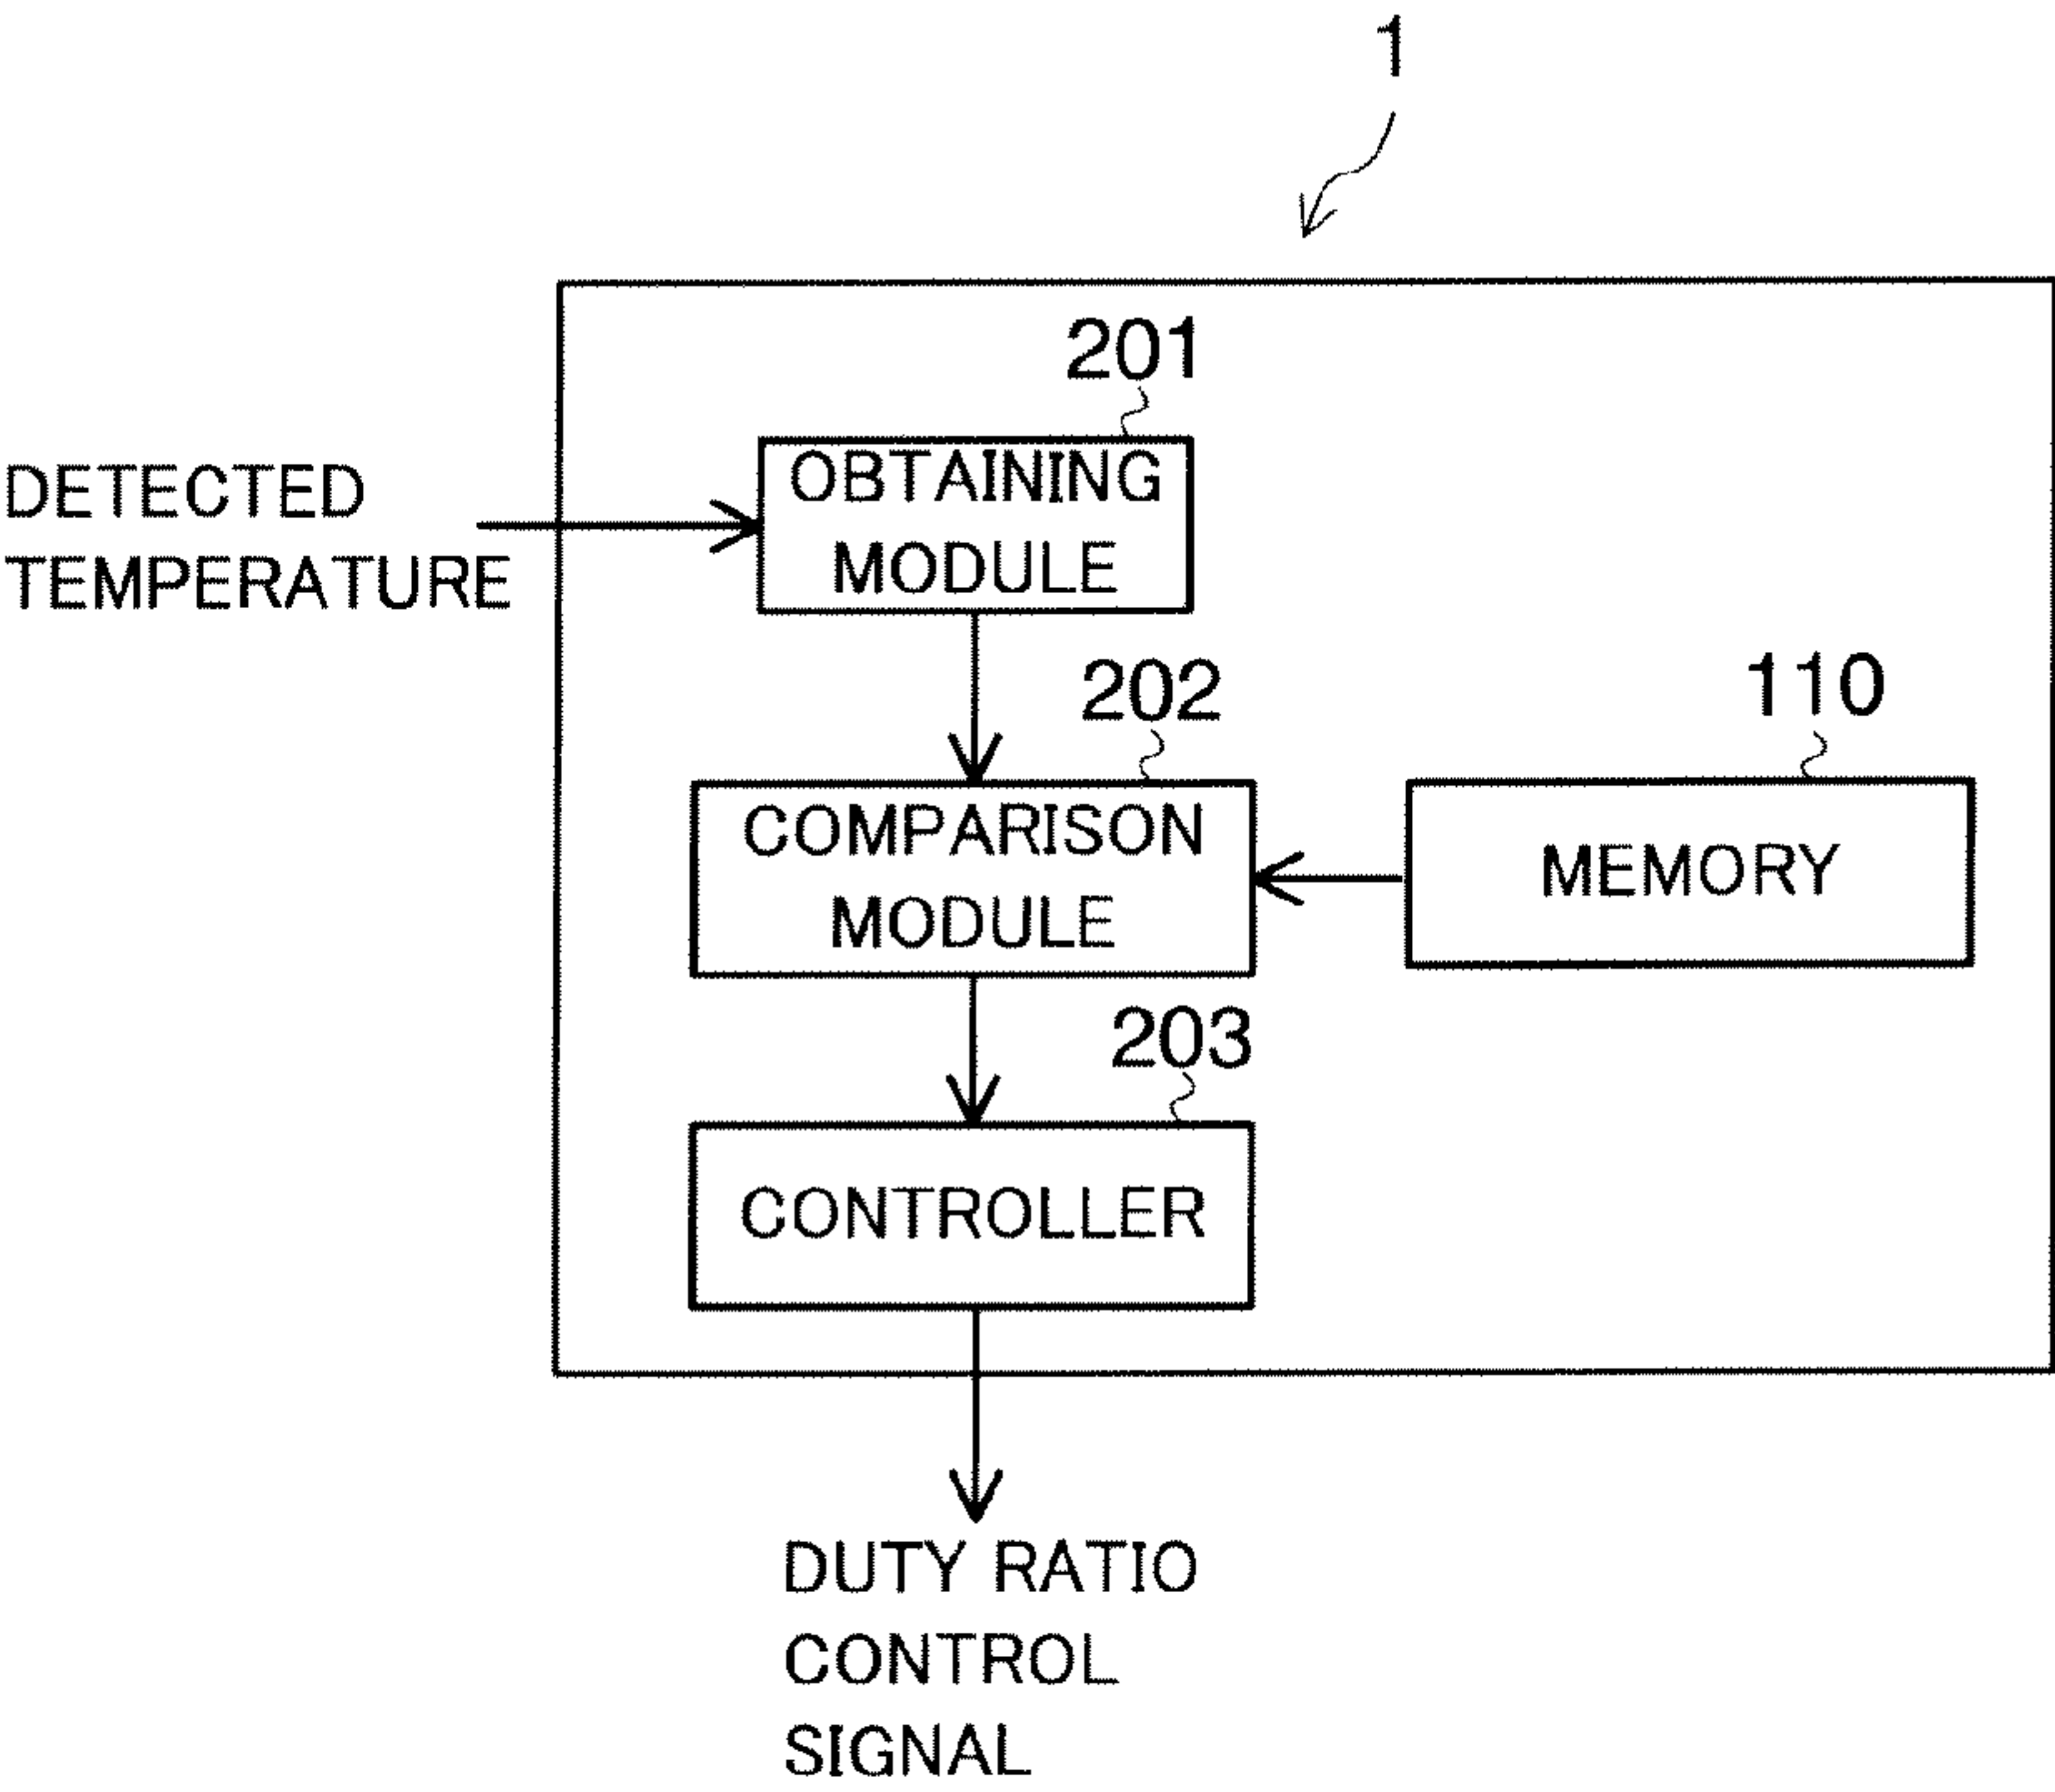 1
201
OBTAINING
MODULE
DETECTED
TEMPERATURE
202
110
COMPARISON
MODULE
MEMORY
203
CONTROLLER
DUTY RATIO
CONTROL
SIGNAL